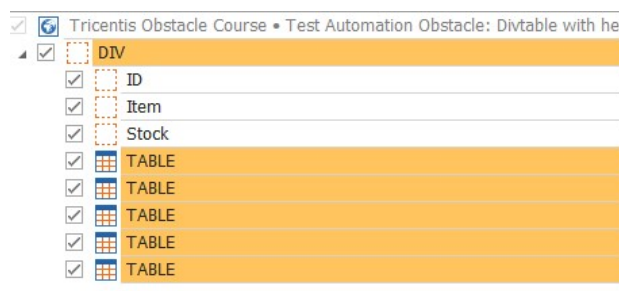 Tricentis Obstacle Course • Test Automation Obstacle: Divtable with he
DIV
ID
Item
Stock
TABLE
TABLE
TABLE
TABLE
TABLE